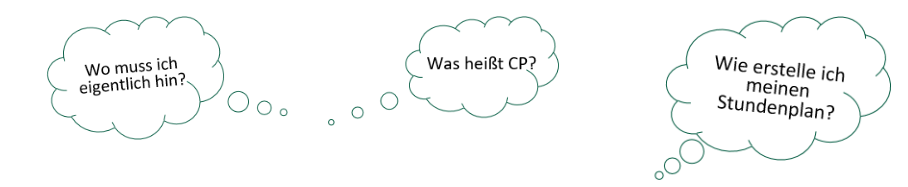 Wo muss ich
eigentlich hin?
Was heißt CP?
Wie erstelle ich
meinen
Stundenplan?